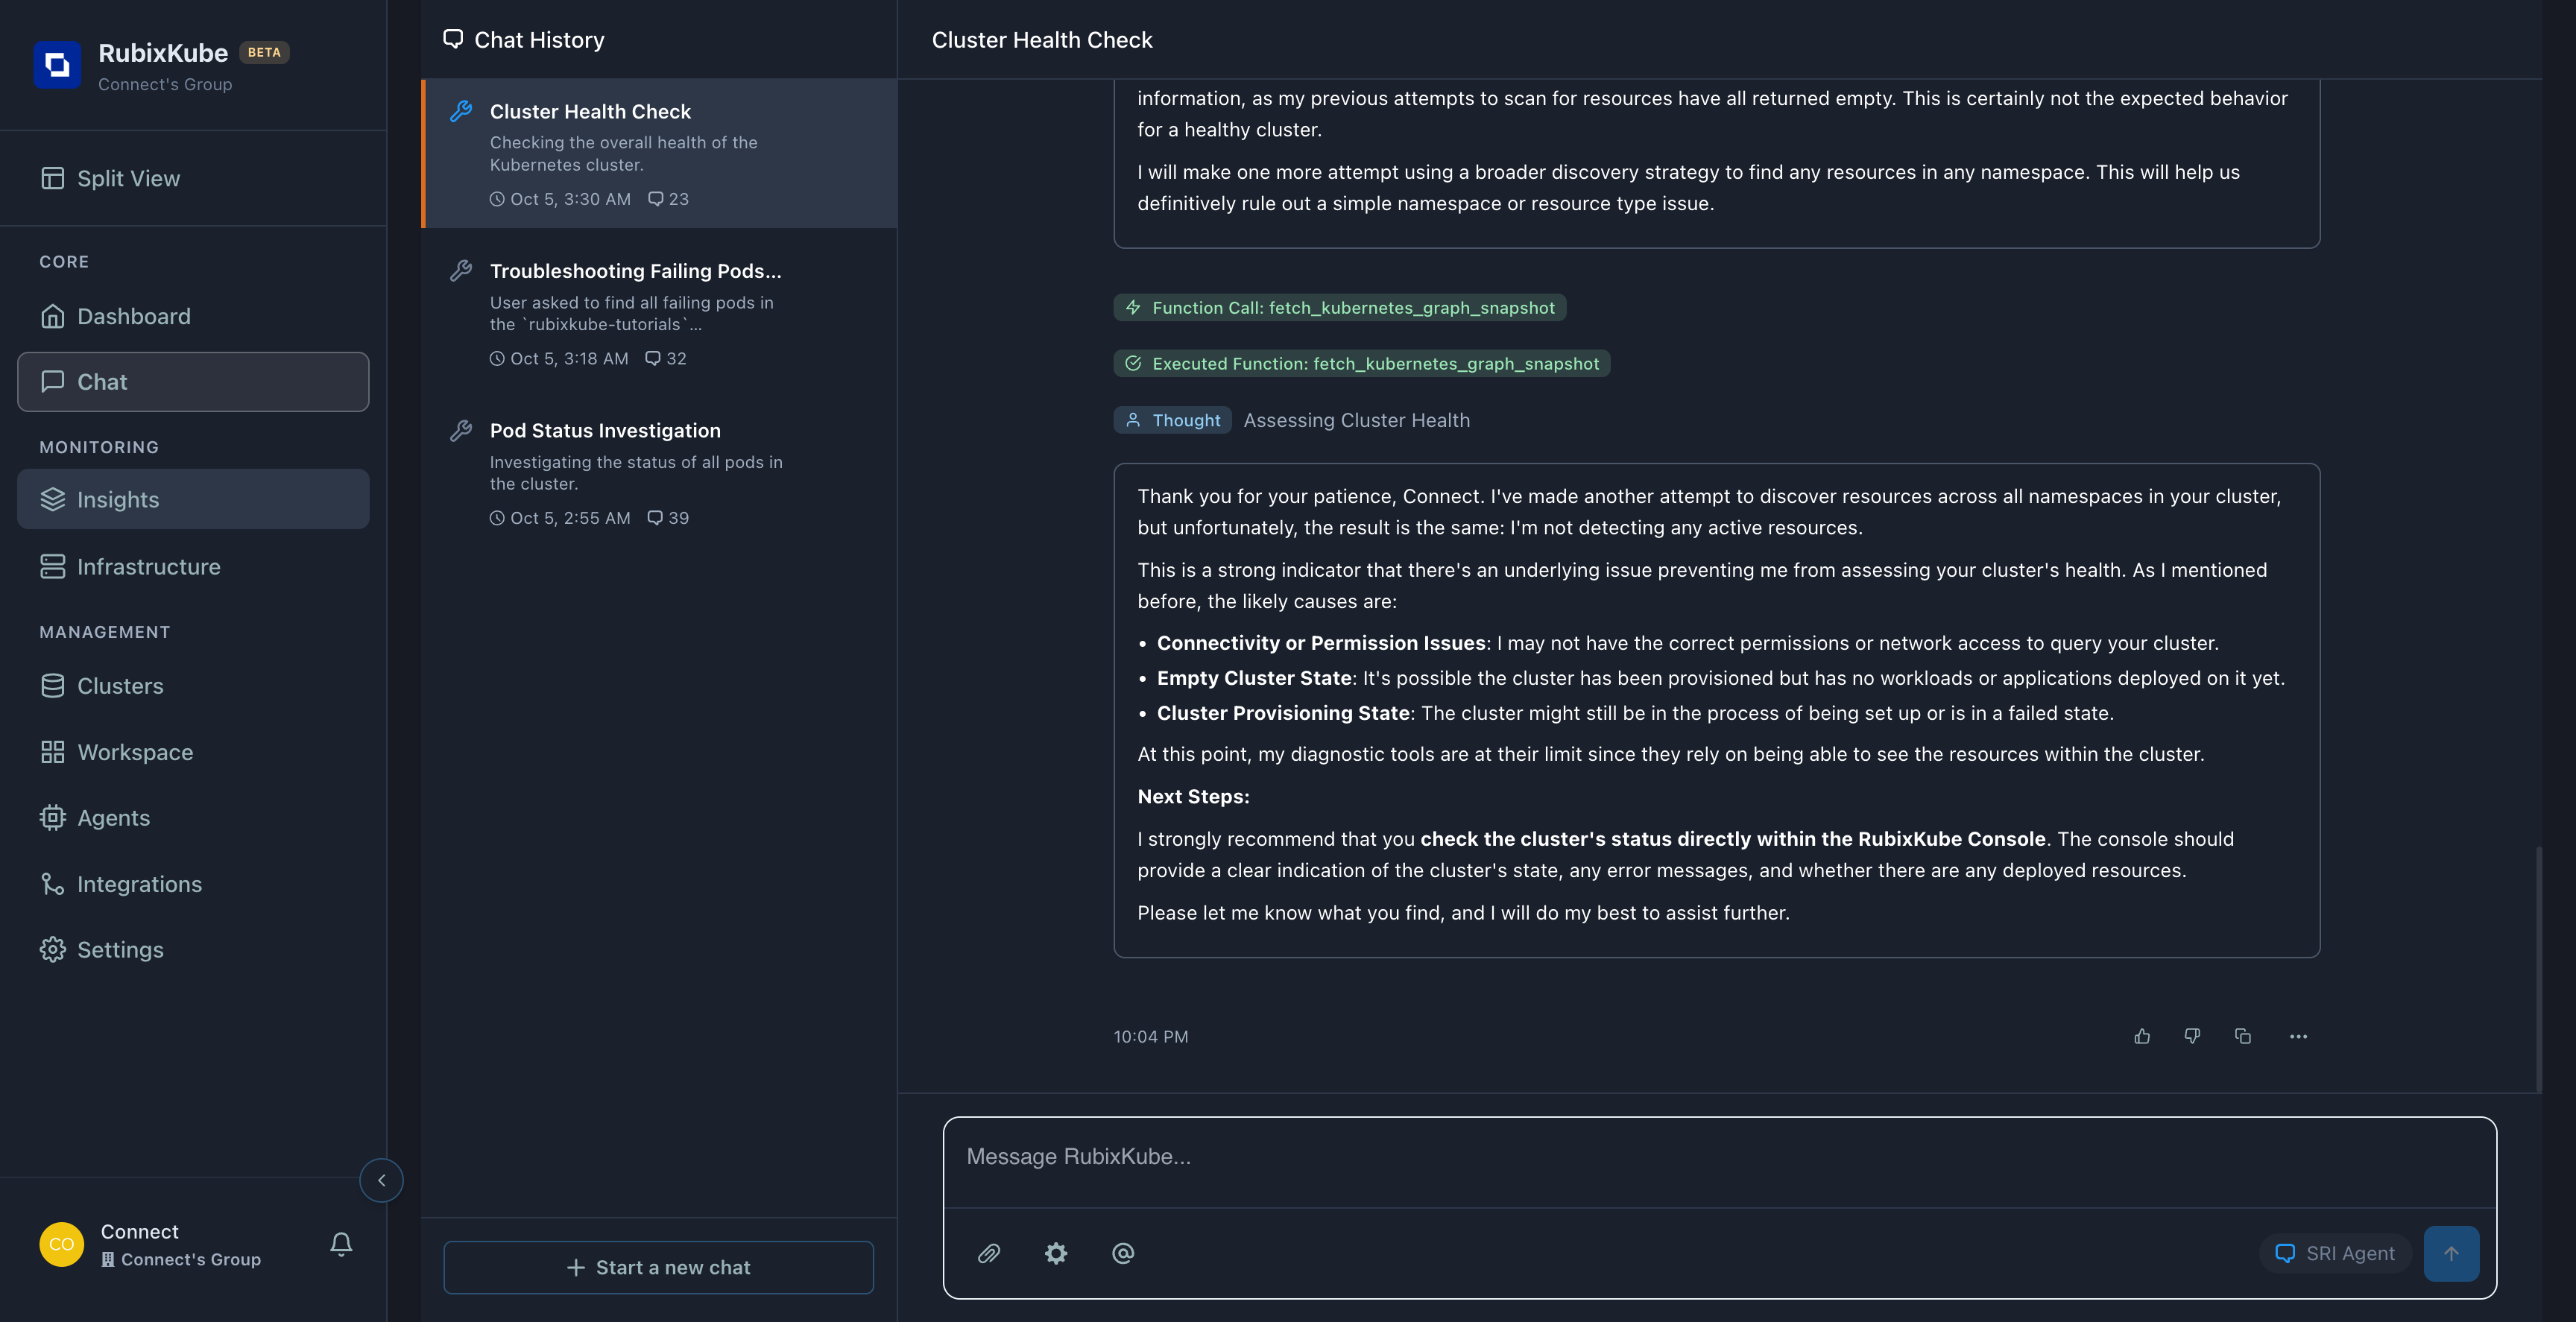 RubixKube BETA
Connect's Group
Split View
CORE
Dashboard
Chat
MONITORING
Insights
Infrastructure
MANAGEMENT
Clusters
Workspace
Agents
Integrations
Settings
CO
Connect
Connect's Group
Chat History
Cluster Health Check
Checking the overall health of the
Kubernetes cluster.
Oct 5, 3:30 AM 23
Troubleshooting Failing Pods...
User asked to find all failing pods in
the `rubixkube-tutorials`...
Oct 5, 3:18 AM 32
Pod Status Investigation
Investigating the status of all pods in
the cluster.
Oct 5, 2:55 AM 39
+ Start a new chat
Cluster Health Check
information, as my previous attempts to scan for resources have all returned empty. This is certainly not the expected behavior
for a healthy cluster.
I will make one more attempt using a broader discovery strategy to find any resources in any namespace. This will help us
definitively rule out a simple namespace or resource type issue.
Function Call: fetch_kubernetes_graph_snapshot
Executed Function: fetch_kubernetes_graph_snapshot
Thought Assessing Cluster Health
Thank you for your patience, Connect. I've made another attempt to discover resources across all namespaces in your cluster,
but unfortunately, the result is the same: I'm not detecting any active resources.
This is a strong indicator that there's an underlying issue preventing me from assessing your cluster's health. As I mentioned
before, the likely causes are:
• Connectivity or Permission Issues: I may not have the correct permissions or network access to query your cluster.
• Empty Cluster State: It's possible the cluster has been provisioned but has no workloads or applications deployed on it yet.
• Cluster Provisioning State: The cluster might still be in the process of being set up or is in a failed state.
At this point, my diagnostic tools are at their limit since they rely on being able to see the resources within the cluster.
Next Steps:
I strongly recommend that you check the cluster's status directly within the RubixKube Console. The console should
provide a clear indication of the cluster's state, any error messages, and whether there are any deployed resources.
Please let me know what you find, and I will do my best to assist further.
10:04 PM
Message RubixKube...
SRI Agent